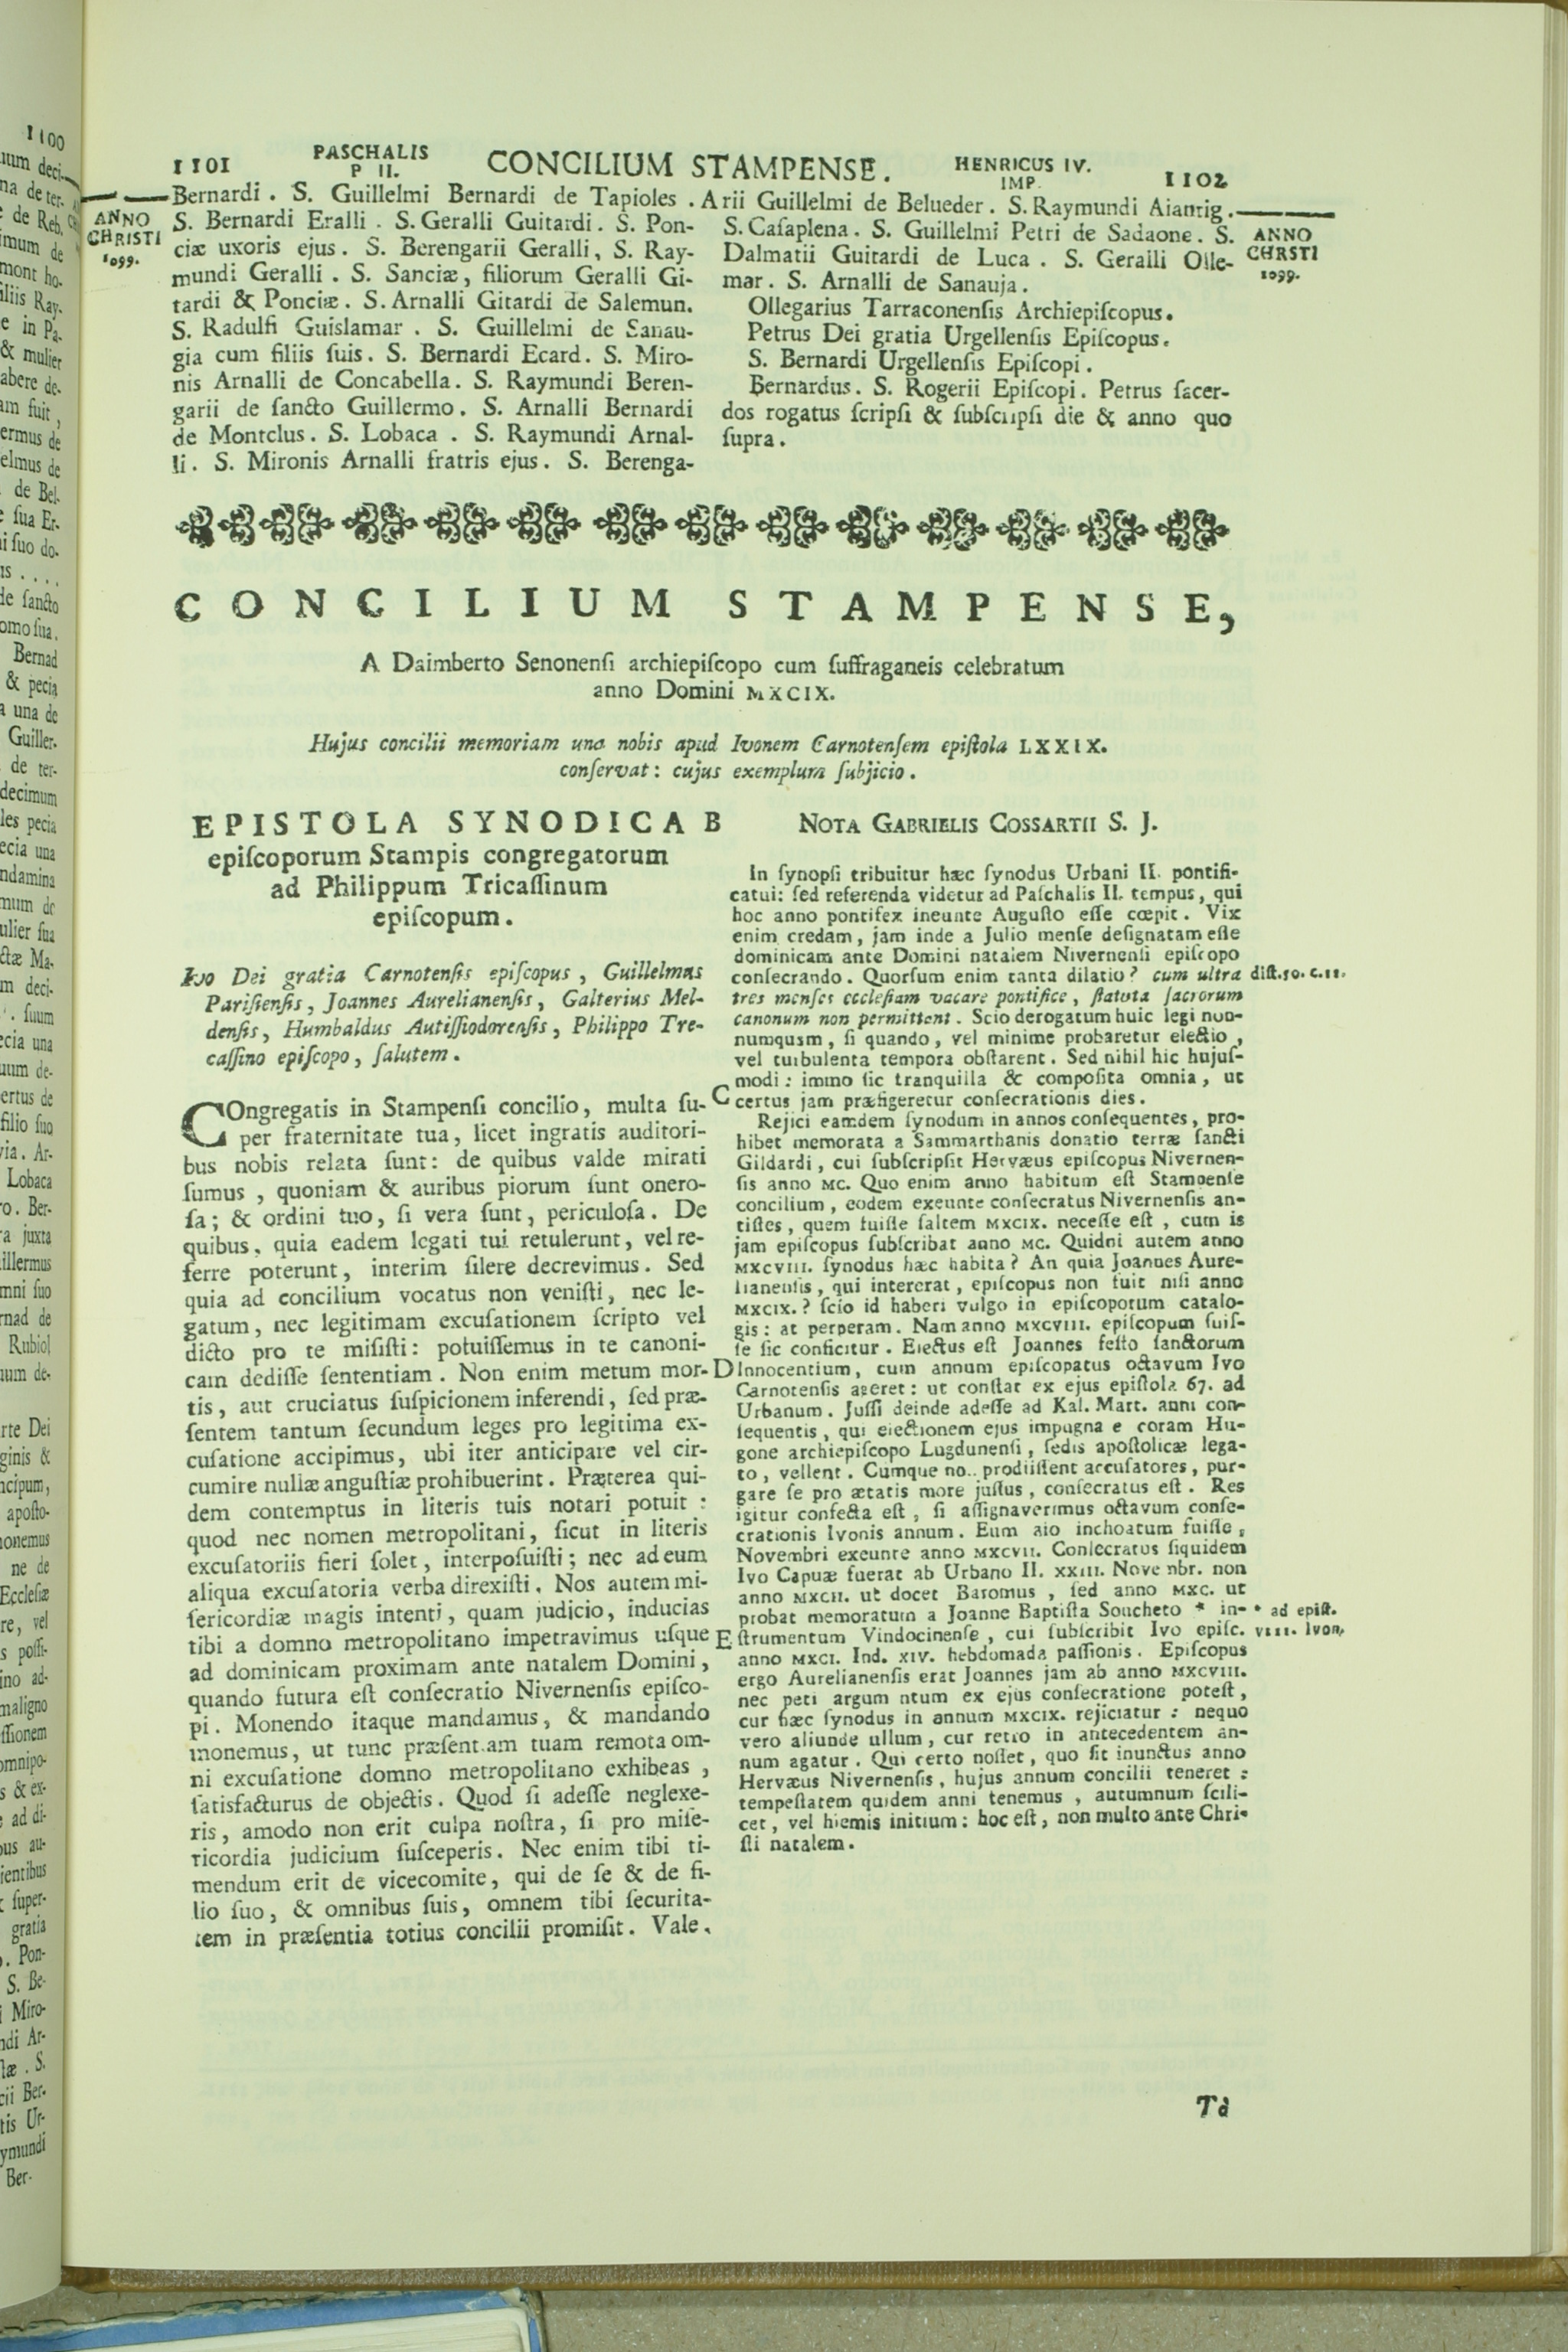 1101 PASCHALIS P II. CONCILIUM STAMPENSE. HENRICUS IV. IMP. 1102
ANNO
CHRISTI
1099.
Bernardi. S. Guillelmi Bernardi de Tapioles.
S. Bernardi Eralli. S. Geralli Guitardi. S. Pon-
ciæ uxoris ejus. S. Berengarii Geralli, S. Ray-
mundi Geralli. S. Sanciæ, filiorum Geralli Gi-
tardi & Ponciæ. S. Arnalli Gitardi de Salemun.
S. Radulfi Guislamar. S. Guillelmi de Sanau-
gia cum filiis ſuis. S. Bernardi Ecard. S. Miro-
nis Arnalli de Concabella. S. Raymundi Beren-
garii de ſancto Guillermo. S. Arnalli Bernardi
de Montclus. S. Lobaca. S. Raymundi Arnal-
li. S. Mironis Arnalli fratris ejus. S. Berenga-
A rii Guillelmi de Belueder. S. Raymundi Aianrig.
S. Caſaplena. S. Guillelmi Petri de Sadaone. S.
Dalmatii Guitardi de Luca. S. Geralli Olle-
mar. S. Arnalli de Sanauja.
Ollegarius Tarraconenſis Archiepiſcopus.
Petrus Dei gratia Urgellenſis Epiſcopus.
S. Bernardi Urgellenſis Epiſcopi.
Bernardus. S. Rogerii Epiſcopi. Petrus ſacer-
dos rogatus ſcripſi & ſubſcripſi die & anno quo
ſupra.
ANNO
CHRSTI
1099.
CONCILIUM STAMPENSE,
A Daimberto Senonenſi archiepiſcopo cum ſuffraganeis celebratum
anno Domini MXCIX.
Hujus concilii memoriam una nobis apud Ivonem Carnotenſem epiſtola LXXIX.
conſervat: cujus exemplum ſubjicio.
EPISTOLA SYNODICA B
epiſcoporum Stampis congregatorum
ad Philippum Tricaſſinum
epiſcopum.
Ivo Dei gratia Carnotenſis epiſcopus, Guillelmus
Pariſienſis, Joannes Aurelianenſis, Galterius Mel-
denſis, Humbaldus Autiſſiodorenſis, Philippo Tre-
caſſino epiſcopo, ſalutem.
COngregatis in Stampenſi concilio, multa ſu-
per fraternitate tua, licet ingratis auditori-
bus nobis relata ſunt: de quibus valde mirati
ſumus, quoniam & auribus piorum ſunt onero-
ſa; & ordini tuo, ſi vera ſunt, periculoſa. De
quibus, quia eadem legati tui retulerunt, vel re-
ferre poterunt, interim ſilere decrevimus. Sed
quia ad concilium vocatus non veniſti, nec le-
gatum, nec legitimam excuſationem ſcripto vel
dicto pro te miſiſti: potuiſſemus in te canoni-
cam dediſſe ſententiam. Non enim metum mor-
tis, aut cruciatus ſuſpicionem inferendi, ſed præ-
ſentem tantum ſecundum leges pro legitima ex-
cuſatione accipimus, ubi iter anticipare vel cir-
cumire nullæ anguſtiæ prohibuerint. Præterea qui-
dem contemptus in literis tuis notari potuit:
quod nec nomen metropolitani, ſicut in literis
excuſatoriis fieri ſolet, interpoſuiſti; nec ad eum
aliqua excuſatoria verba direxiſti. Nos autem mi-
ſericordiæ magis intenti, quam judicio, inducias
tibi a domno metropolitano impetravimus uſque
ad dominicam proximam ante natalem Domini,
quando futura eſt conſecratio Nivernenſis epiſco-
pi. Monendo itaque mandamus, & mandando
monemus, ut tunc præſentiam tuam remota om-
ni excuſatione domno metropolitano exhibeas,
ſatisfacturus de objectis. Quod ſi adeſſe neglexe-
ris, amodo non erit culpa noſtra, ſi pro miſe-
ricordia judicium ſuſceperis. Nec enim tibi ti-
mendum erit de vicecomite, qui de ſe & de fi-
lio ſuo, & omnibus ſuis, omnem tibi ſecurita-
tem in præſentia totius concilii promiſit. Vale.
NOTA GABRIELIS COSSARTII S. J.
In ſynopſi tribuitur hæc ſynodus Urbani II. pontifi-
catui: ſed referenda videtur ad Paſchalis II. tempus, qui
hoc anno pontifex ineunte Auguſto eſſe cœpit. Vix
enim credam, jam inde a Julio menſe deſignatam eſſe
dominicam ante Domini natalem Nivernenſi epiſcopo
conſecrando. Quorſum enim tanta dilatio? cum ultra diſt. 50. c. 11.
tres menſes eccleſiam vacare pontifice, ſtatuta ſacrorum
canonum non permittent. Scio derogatum huic legi non-
numquam, ſi quando, vel minime probaretur electio,
vel turbulenta tempora obſtarent. Sed nihil hic hujuſ-
modi: immo ſic tranquilla & compoſita omnia, ut
C certus jam præfigeretur conſecrationis dies.
Rejici eamdem ſynodum in annos conſequentes, pro-
hibet memorata a Sammarthanis donatio terræ ſancti
Gildardi, cui ſubſcripſit Hervæus epiſcopus Nivernen-
ſis anno MC. Quo enim anno habitum eſt Stampenſe
concilium, eodem exeunte conſecratus Nivernenſis an-
tiſtes, quem fuiſſe ſaltem MXCIX. neceſſe eſt, cum is
jam epiſcopus ſubſcribat anno MC. Quidni autem anno
MXCVIII. ſynodus hæc habita? An quia Joannes Aure-
lianenſis, qui intererat, epiſcopus non fuit niſi anno
MXCIX.? ſcio id haberi vulgo in epiſcoporum catalo-
gis: at perperam. Nam anno MXCVIII. epiſcopum fuiſ-
ſe ſic conficitur. Electus eſt Joannes feſto ſanctorum
D Innocentium, cum annum epiſcopatus octavum Ivo
Carnotenſis ageret: ut conſtat ex ejus epiſtola 67. ad
Urbanum. Juſſi deinde adeſſe ad Kal. Mart. anni con-
ſequentis, qui electionem ejus impugnare coram Hu-
gone archiepiſcopo Lugdunenſi, ſedis apoſtolicæ lega-
to, vellent. Cumque no.. prodiiſſent accuſatores, pur-
gare ſe pro ætatis more juſtus, conſecratus eſt. Res
igitur confecta eſt, ſi aſſignaverimus octavum conſe-
crationis Ivonis annum. Eum aio inchoatum fuiſſe,
Novembri exeunte anno MXCVII. Conſecratus ſiquidem
Ivo Capuæ fuerat ab Urbano II. XXIII. Novembr. non
anno MXCII. ut docet Baronius, ſed anno MXC. ut
probat memoratum a Joanne Baptiſta Soucheto * in- * ad epiſt.
E ſtrumentum Vindocinenſe, cui ſubſcribit Ivo epiſc. VIII. Ivon.
anno MXCI. Ind. XIV. hebdomada paſſionis. Epiſcopus
ergo Aurelianenſis erat Joannes jam ab anno MXCVIII.
nec peti argumentum ex ejus conſecratione poteſt,
cur hæc ſynodus in annum MXCIX. rejiciatur: nequo
vero aliunde ullum, cur retro in antecedentem an-
num agatur. Qui certo noſſet, quo ſit inunctus anno
Hervæus Nivernenſis, hujus annum concilii teneret:
tempeſtatem quidem anni tenemus, autumnum ſcili-
cet, vel hiemis initium: hoc eſt, non multo ante Chri-
ſti natalem.